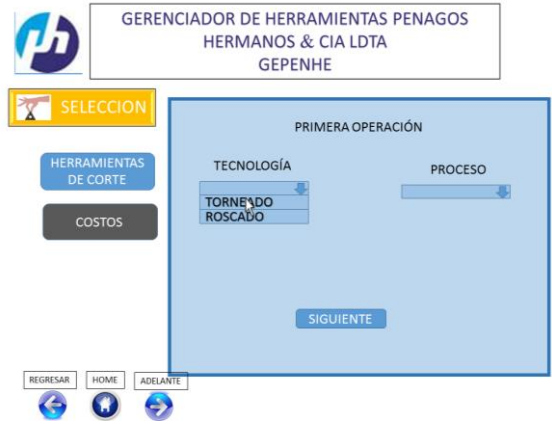 GERENCIADOR DE HERRAMIENTAS PENAGOS
HERMANOS & CIA LDTA
GEPENHE
SELECCION
PRIMERA OPERACIÓN
HERRAMIENTAS
DE CORTE
COSTOS
TECNOLOGÍA
TORNEADO
ROSCADO
PROCESO
SIGUIENTE
REGRESAR
HOME
ADELANTE